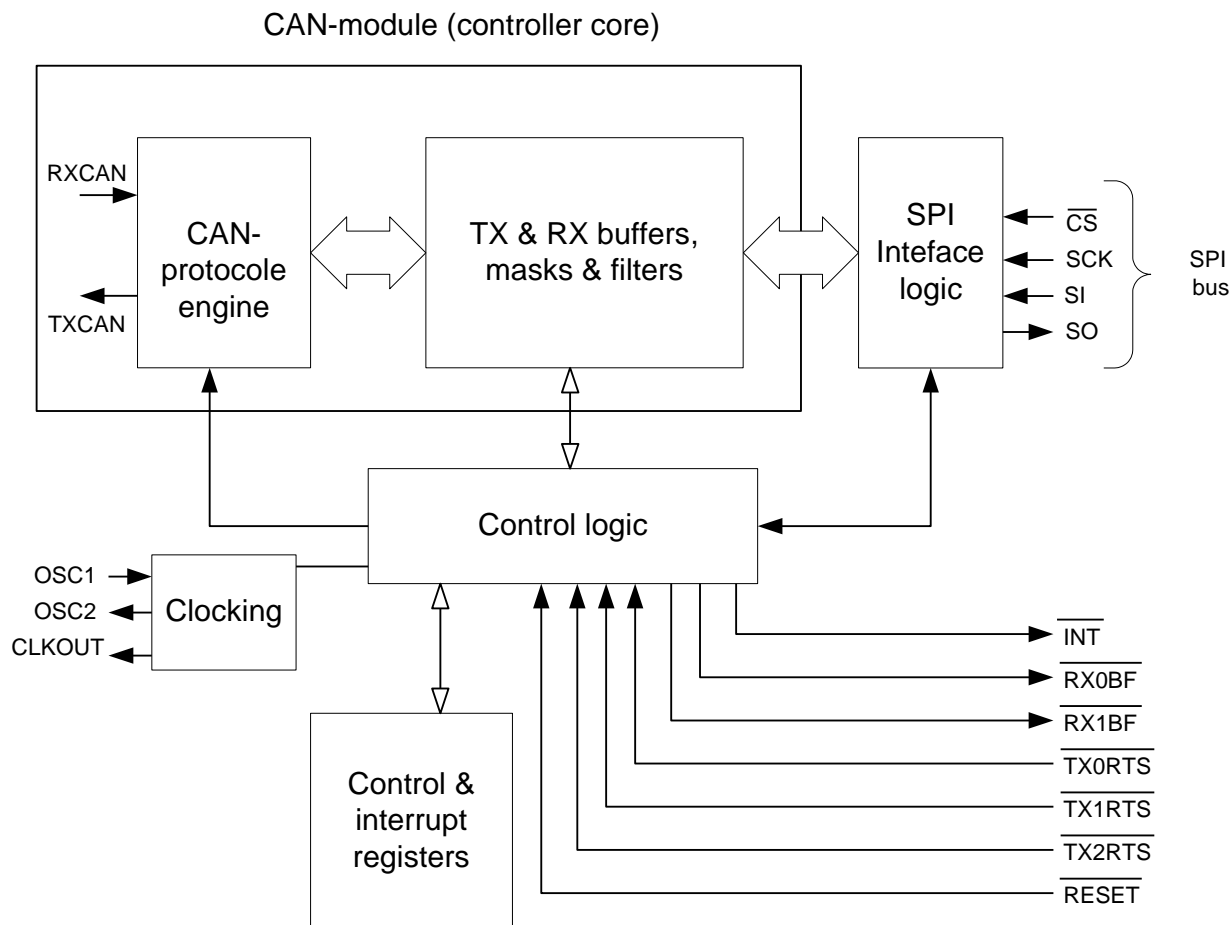 CAN-module (controller core)
RXCAN
TXCAN
CAN-
protocole
engine
TX & RX buffers,
masks & filters
SPI
Inteface
logic
CS
SCK
SI
SO
SPI
bus
Control logic
OSC1
OSC2
CLKOUT
Clocking
INT
RX0BF
RX1BF
TX0RTS
TX1RTS
TX2RTS
RESET
Control &
interrupt
registers